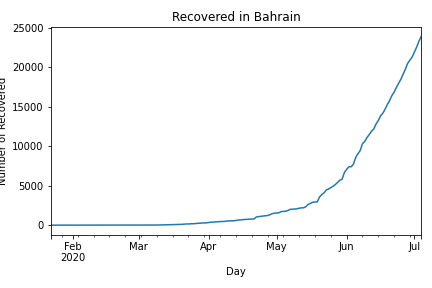 Recovered in Bahrain
25000
20000
15000
10000
5000
0
Number of Recovered
Feb
2020
Mar
Apr
May
Jun
Jul
Day